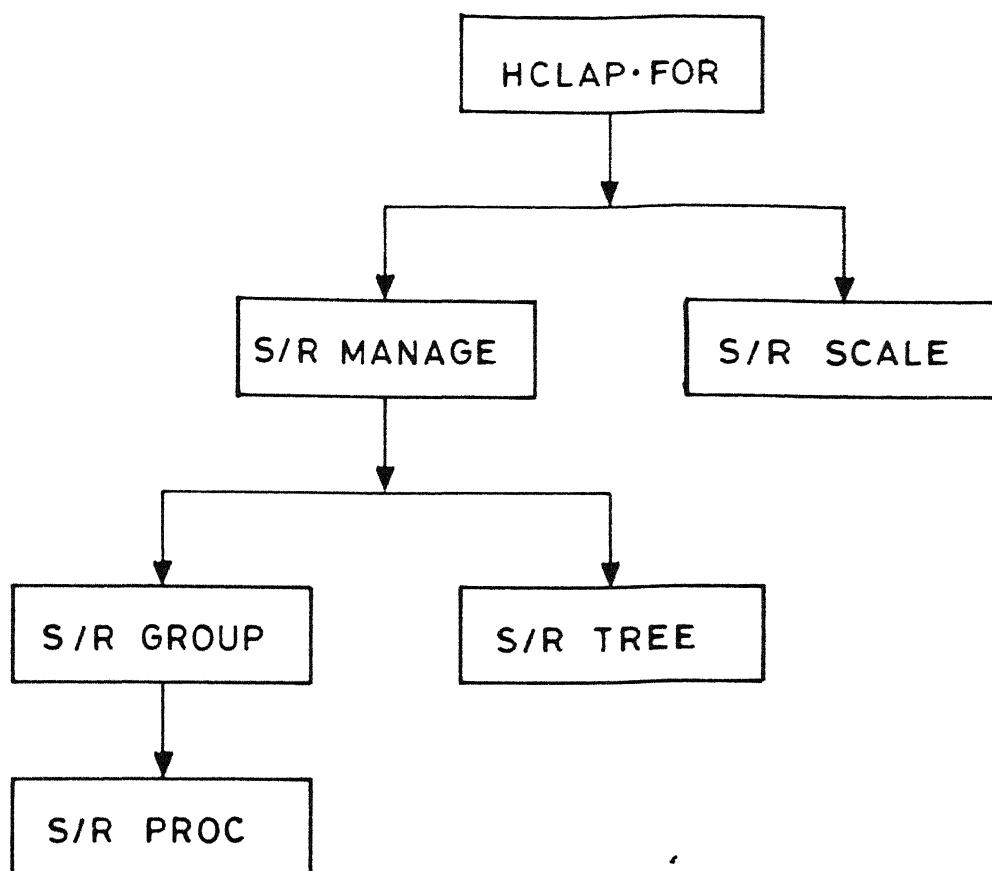 HCLAP·FOR
S/R MANAGE
S/R SCALE
S/R GROUP
S/R TREE
S/R PROC